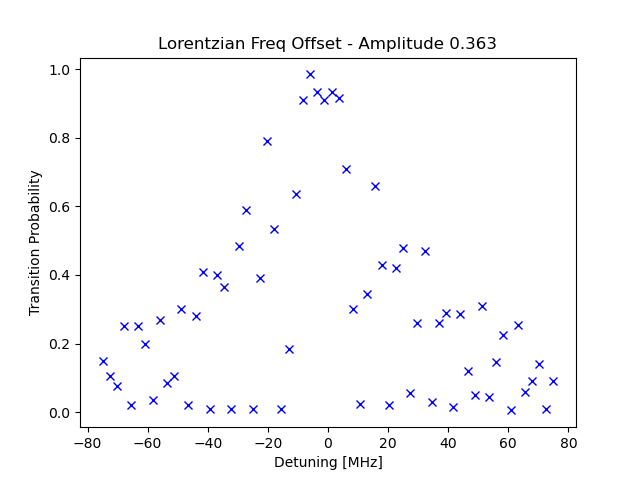 Lorentzian Freq Offset - Amplitude 0.363
1.0
0.8
0.6
0.4
0.2
0.0
Transition Probability
−80 −60 −40 −20 0 20 40 60 80
Detuning [MHz]